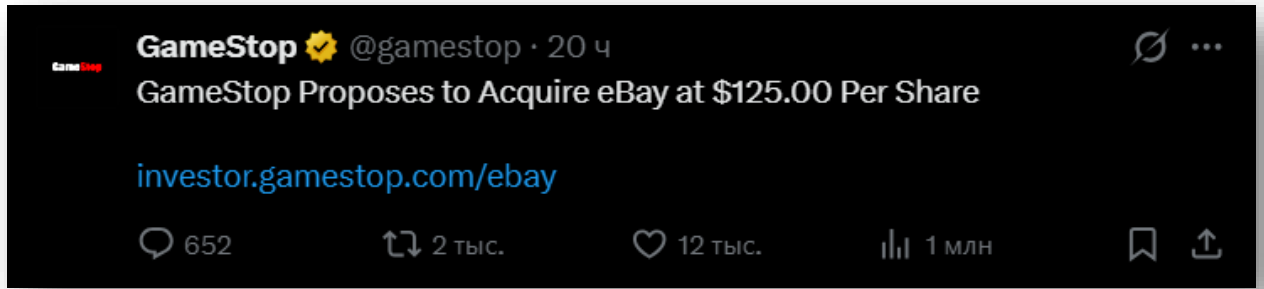 GameStop @gamestop · 20 ч
GameStop
GameStop Proposes to Acquire eBay at $125.00 Per Share
investor.gamestop.com/ebay
652 2 тыс. 12 тыс. 1 млн